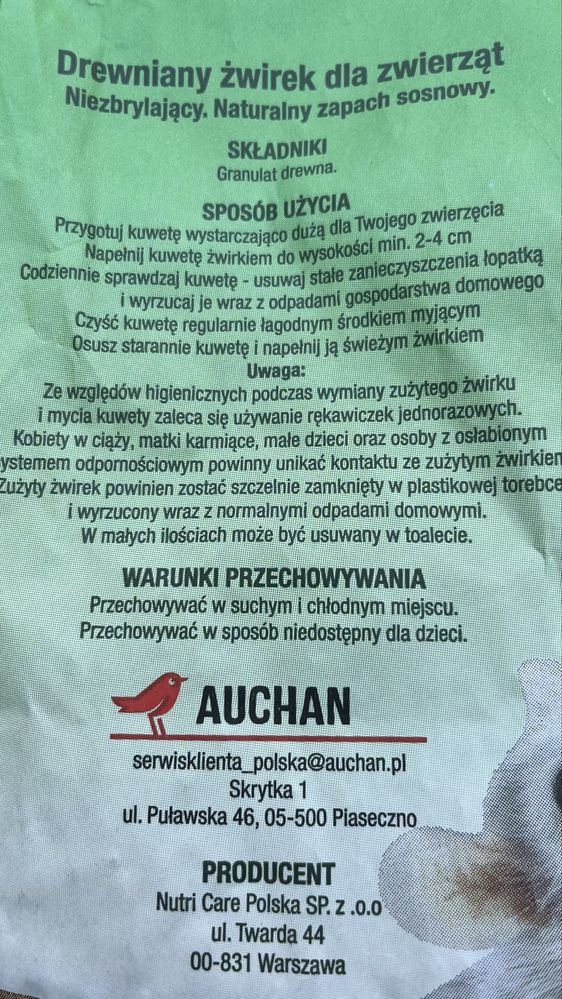 Drewniany żwirek dla zwierząt
Niezbrylający. Naturalny zapach sosnowy.
SKŁADNIKI
Granulat drewna.
SPOSÓB UŻYCIA
Przygotuj kuwetę wystarczająco dużą dla Twojego zwierzęcia
Napełnij kuwetę żwirkiem do wysokości min. 2-4 cm
Codziennie sprawdzaj kuwetę - usuwaj stałe zanieczyszczenia łopatką
i wyrzucaj je wraz z odpadami gospodarstwa domowego
Czyść kuwetę regularnie łagodnym środkiem myjącym
Osusz starannie kuwetę i napełnij ją świeżym żwirkiem
Uwaga:
Ze względów higienicznych podczas wymiany zużytego żwirku
i mycia kuwety zaleca się używanie rękawiczek jednorazowych.
Kobiety w ciąży, matki karmiące, małe dzieci oraz osoby z osłabionym
ystemem odpornościowym powinny unikać kontaktu ze zużytym żwirkiem
Zużyty żwirek powinien zostać szczelnie zamknięty w plastikowej torebce
i wyrzucony wraz z normalnymi odpadami domowymi.
W małych ilościach może być usuwany w toalecie.
WARUNKI PRZECHOWYWANIA
Przechowywać w suchym i chłodnym miejscu.
Przechowywać w sposób niedostępny dla dzieci.
AUCHAN
serwisklienta_polska@auchan.pl
Skrytka 1
ul. Puławska 46, 05-500 Piaseczno
PRODUCENT
Nutri Care Polska SP. z .o.o
ul. Twarda 44
00-831 Warszawa